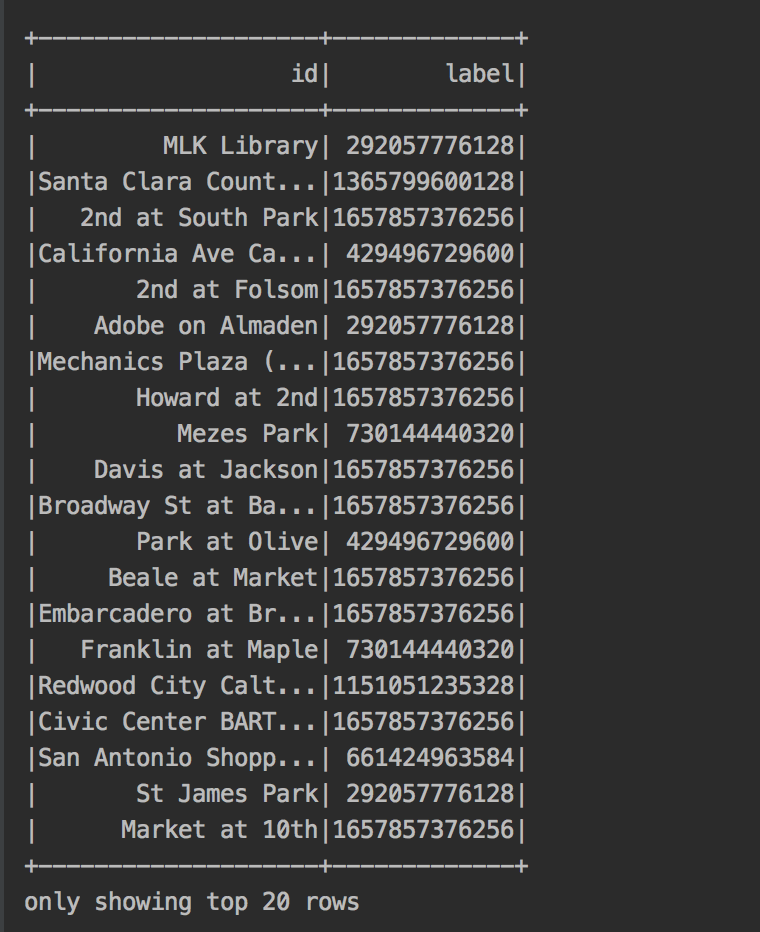 +--------------------+-------------+
|                  id|        label|
+--------------------+-------------+
|         MLK Library| 292057776128|
|Santa Clara Count...|1365799600128|
|   2nd at South Park|1657857376256|
|California Ave Ca...| 429496729600|
|       2nd at Folsom|1657857376256|
|    Adobe on Almaden| 292057776128|
|Mechanics Plaza (...|1657857376256|
|       Howard at 2nd|1657857376256|
|          Mezes Park| 730144440320|
|    Davis at Jackson|1657857376256|
|Broadway St at Ba...|1657857376256|
|       Park at Olive| 429496729600|
|     Beale at Market|1657857376256|
|Embarcadero at Br...|1657857376256|
|   Franklin at Maple| 730144440320|
|Redwood City Calt...|1151051235328|
|Civic Center BART...|1657857376256|
|San Antonio Shopp...| 661424963584|
|       St James Park| 292057776128|
|      Market at 10th|1657857376256|
+--------------------+-------------+
only showing top 20 rows